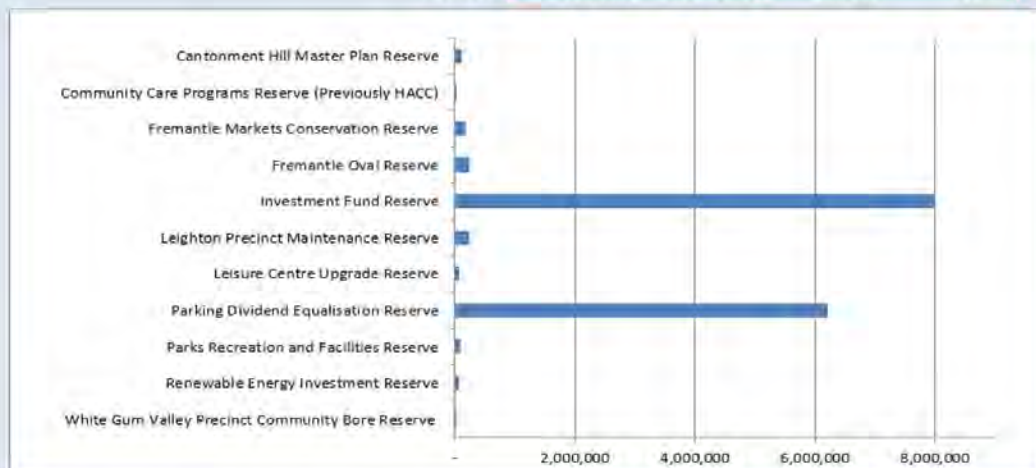 Cantonment Hill Master Plan Reserve
Community Care Programs Reserve (Previously HACC)
Fremantle Markets Conservation Reserve
Fremantle Oval Reserve
Investment Fund Reserve
Leighton Precinct Maintenance Reserve
Leisure Centre Upgrade Reserve
Parking Dividend Equalisation Reserve
Parks Recreation and Facilities Reserve
Renewable Energy Investment Reserve
White Gum Valley Precinct Community Bore Reserve
- 2,000,000 4,000,000 6,000,000 8,000,000